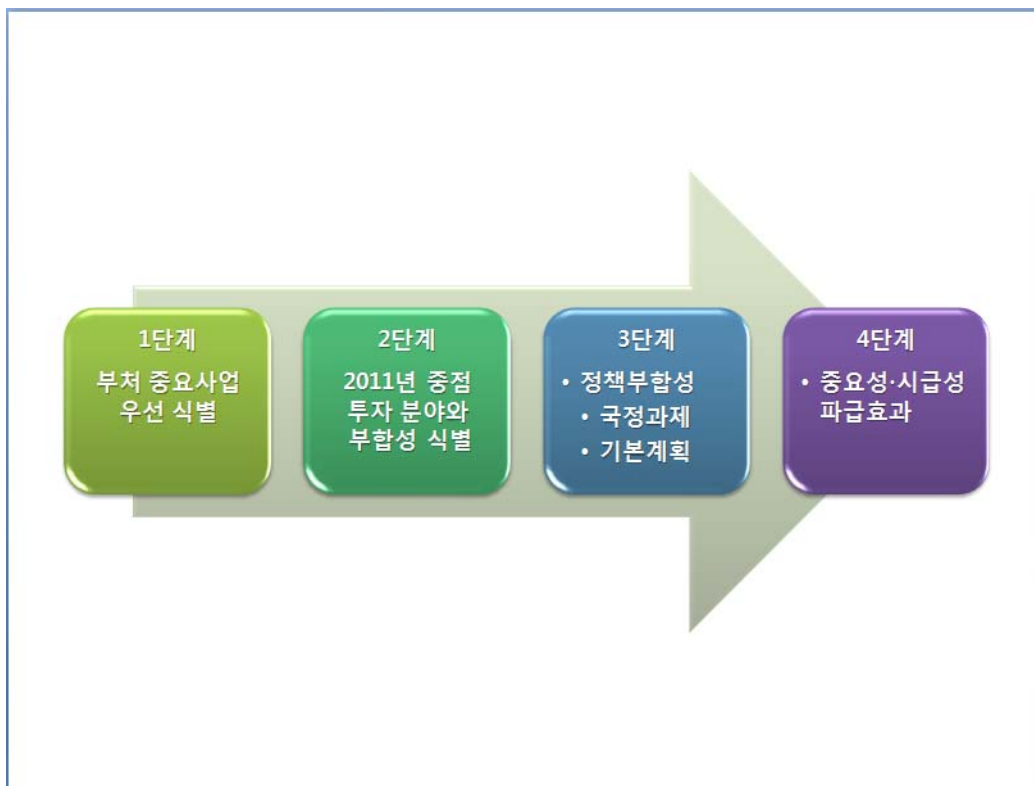 1단계
부처 중요사업
우선 식별
2단계
2011년 중점
투자 분야와
부합성 식별
3단계
• 정책부합성
• 국정과제
• 기본계획
4단계
• 중요성·시급성
파급효과